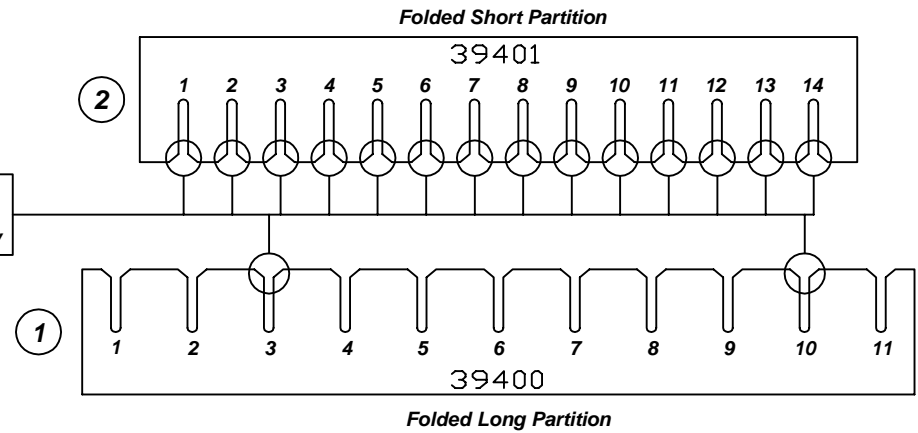 Folded Short Partition
39401
2
1 2 3 4 5 6 7 8 9 10 11 12 13 14
1
1 2 3 4 5 6 7 8 9 10 11
39400
Folded Long Partition